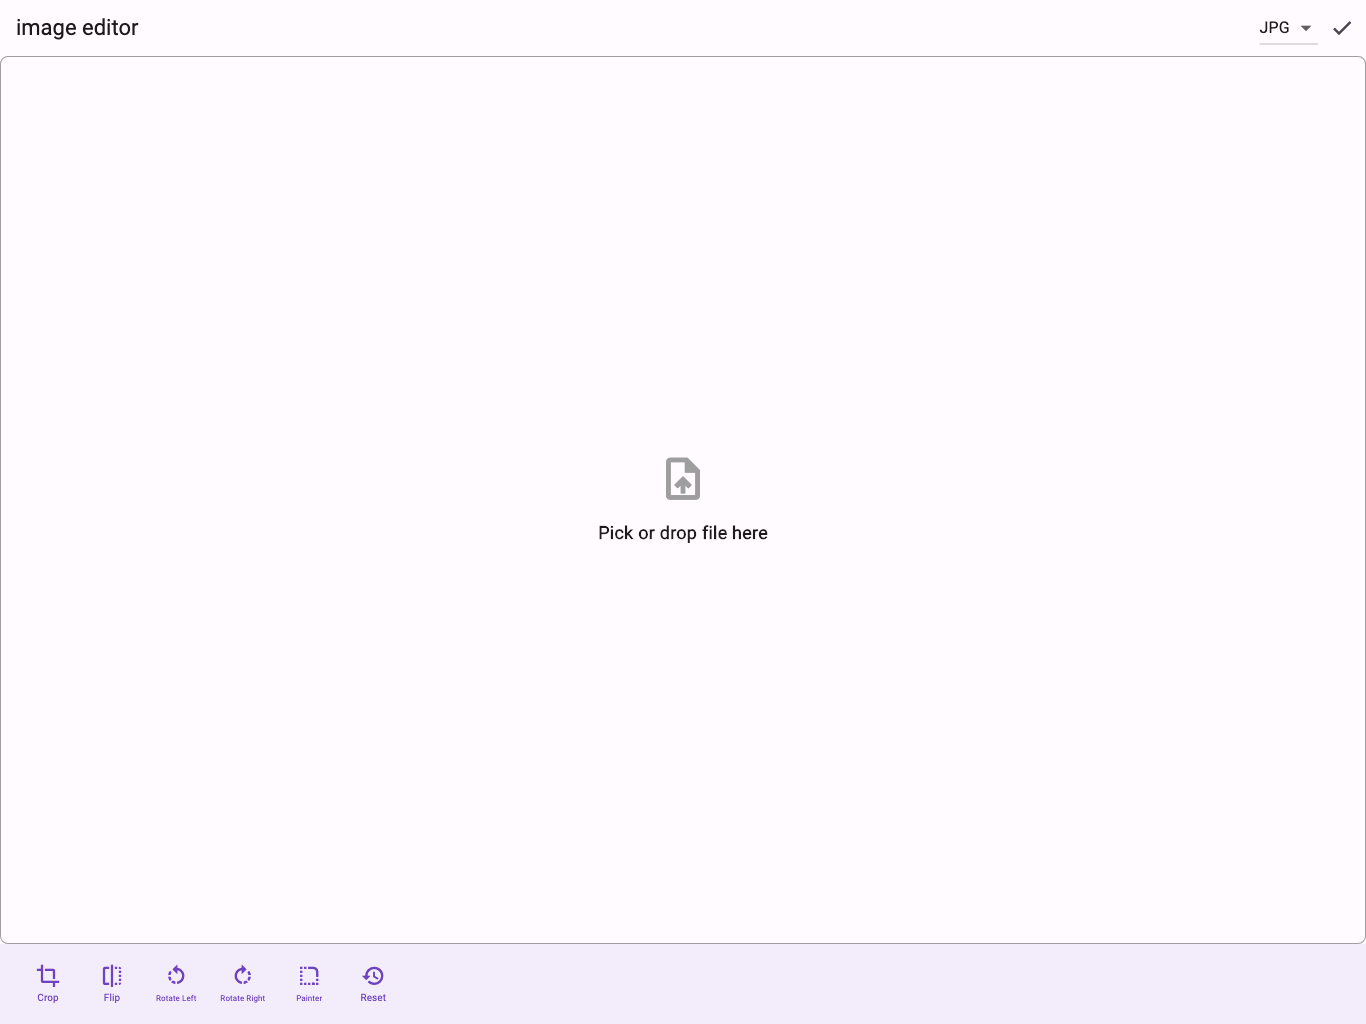 image editor
JPG
Pick or drop file here
Crop
Flip
Rotate Left
Rotate Right
Painter
Reset